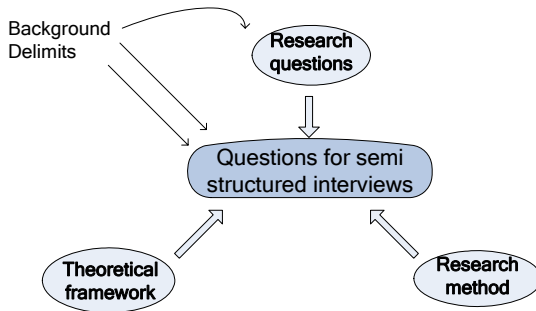 Background
Delimits
Research
questions
Questions for semi
structured interviews
Theoretical
framework
Research
method